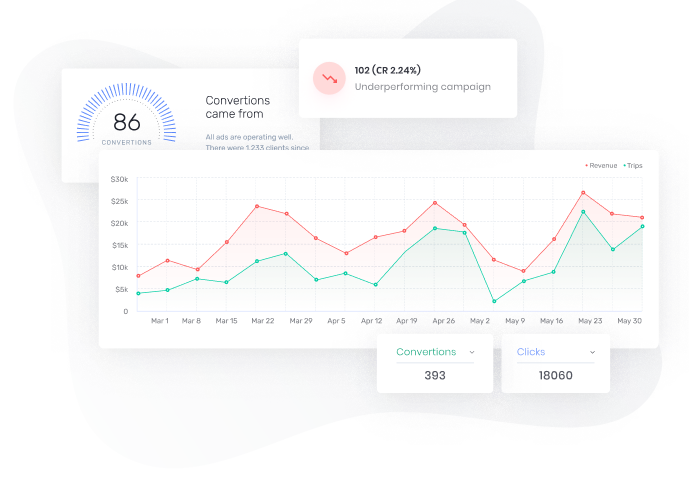 102 (CR 2.24%)
Underperforming campaign
86
CONVERTIONS
Convertions
came from
All ads are operating well.
There were 1,233 clients since
Revenue Trips
$30k
$25k
$20k
$15k
$10k
$5k
0
Mar 1 Mar 8 Mar 15 Mar 22 Mar 29 Apr 5 Apr 12 Apr 19 Apr 26 May 2 May 9 May 16 May 23 May 30
Convertions
393
Clicks
18060